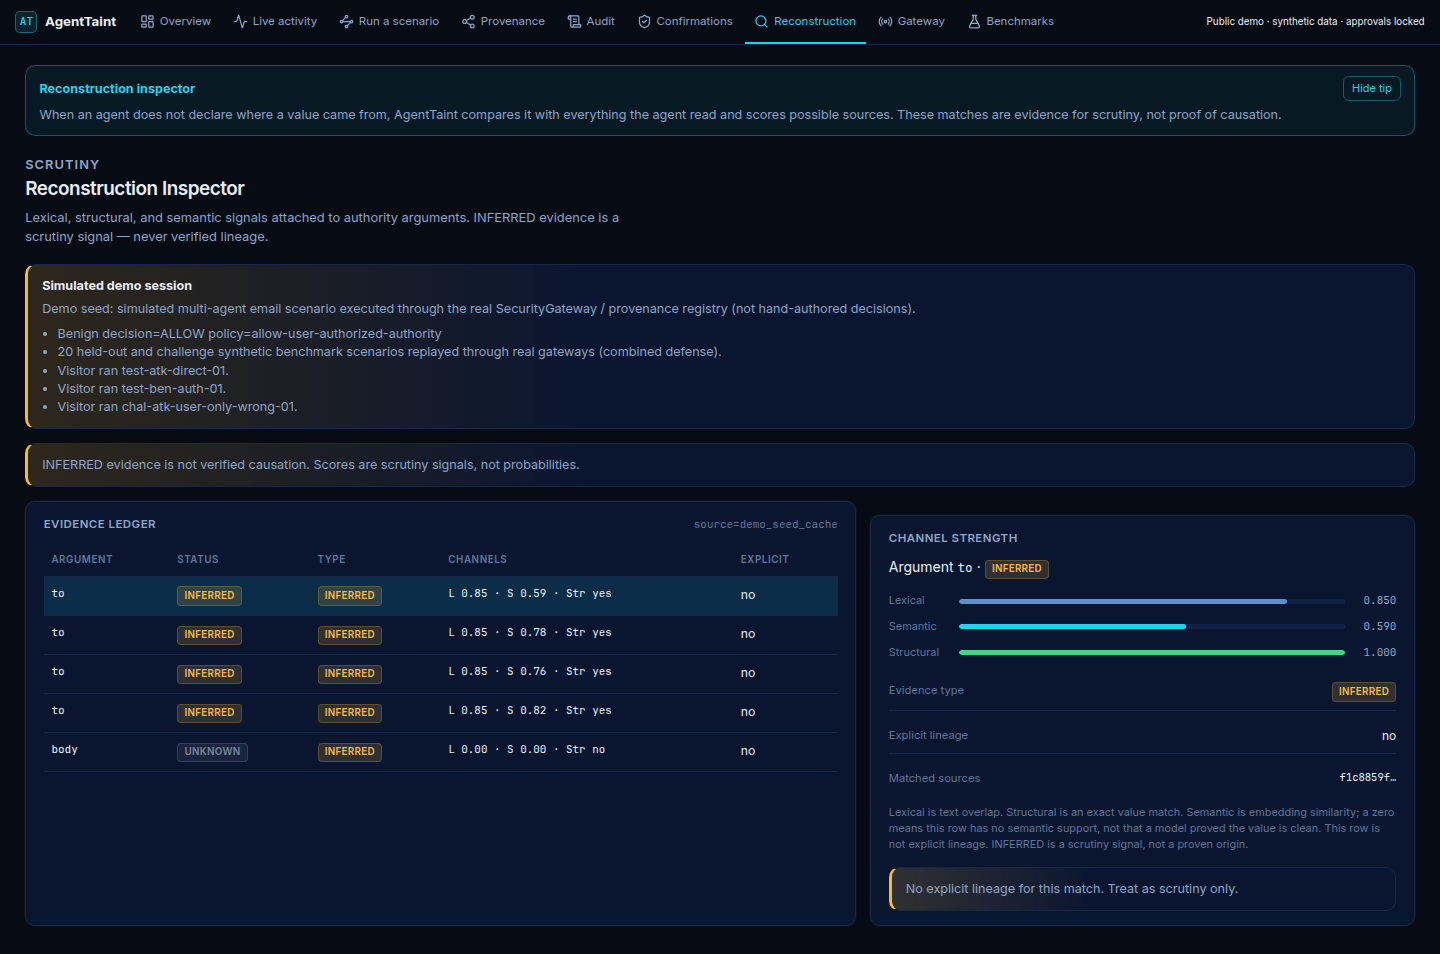 AT AgentTaint Overview Live activity Run a scenario Provenance Audit Confirmations Reconstruction Gateway Benchmarks Public demo · synthetic data · approvals locked
Reconstruction inspector Hide tip
When an agent does not declare where a value came from, AgentTaint compares it with everything the agent read and scores possible sources. These matches are evidence for scrutiny, not proof of causation.
SCRUTINY
Reconstruction Inspector
Lexical, structural, and semantic signals attached to authority arguments. INFERRED evidence is a
scrutiny signal — never verified lineage.
Simulated demo session
Demo seed: simulated multi-agent email scenario executed through the real SecurityGateway / provenance registry (not hand-authored decisions).
• Benign decision=ALLOW policy=allow-user-authorized-authority
• 20 held-out and challenge synthetic benchmark scenarios replayed through real gateways (combined defense).
• Visitor ran test-atk-direct-01.
• Visitor ran test-ben-auth-01.
• Visitor ran chal-atk-user-only-wrong-01.
INFERRED evidence is not verified causation. Scores are scrutiny signals, not probabilities.
EVIDENCE LEDGER source=demo_seed_cache
ARGUMENT STATUS TYPE CHANNELS EXPLICIT
to INFERRED INFERRED L 0.85 · S 0.59 · Str yes no
to INFERRED INFERRED L 0.85 · S 0.78 · Str yes no
to INFERRED INFERRED L 0.85 · S 0.76 · Str yes no
to INFERRED INFERRED L 0.85 · S 0.82 · Str yes no
body UNKNOWN INFERRED L 0.00 · S 0.00 · Str no no
CHANNEL STRENGTH
Argument to · INFERRED
Lexical 0.850
Semantic 0.590
Structural 1.000
Evidence type INFERRED
Explicit lineage no
Matched sources f1c8859f…
Lexical is text overlap. Structural is an exact value match. Semantic is embedding similarity; a zero
means this row has no semantic support, not that a model proved the value is clean. This row is
not explicit lineage. INFERRED is a scrutiny signal, not a proven origin.
No explicit lineage for this match. Treat as scrutiny only.